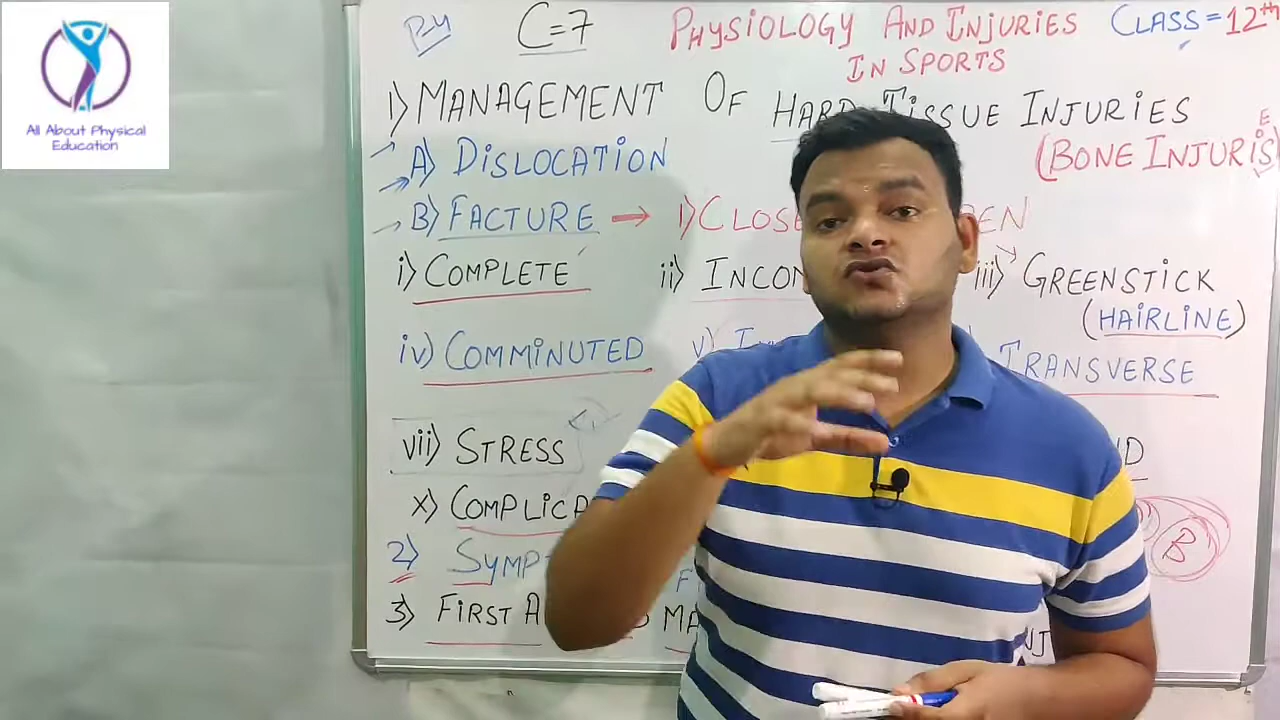 All About Physical
Education
By C=7 PHYSIOLOGY AND INJURIES CLASS=12th
IN SPORTS
1) MANAGEMENT OF HARD TISSUE INJURIES
(BONE INJURIS)
E
A) DISLOCATION
B) FACTURE → i) CLOSE
i) COMPLETE ii) INCOM iii) GREENSTICK
(HAIRLINE)
iv) COMMINUTED v) TRANSVERSE
vii) STRESS
x) COMPLICA
B
2) SYMPT
3) FIRST A MA